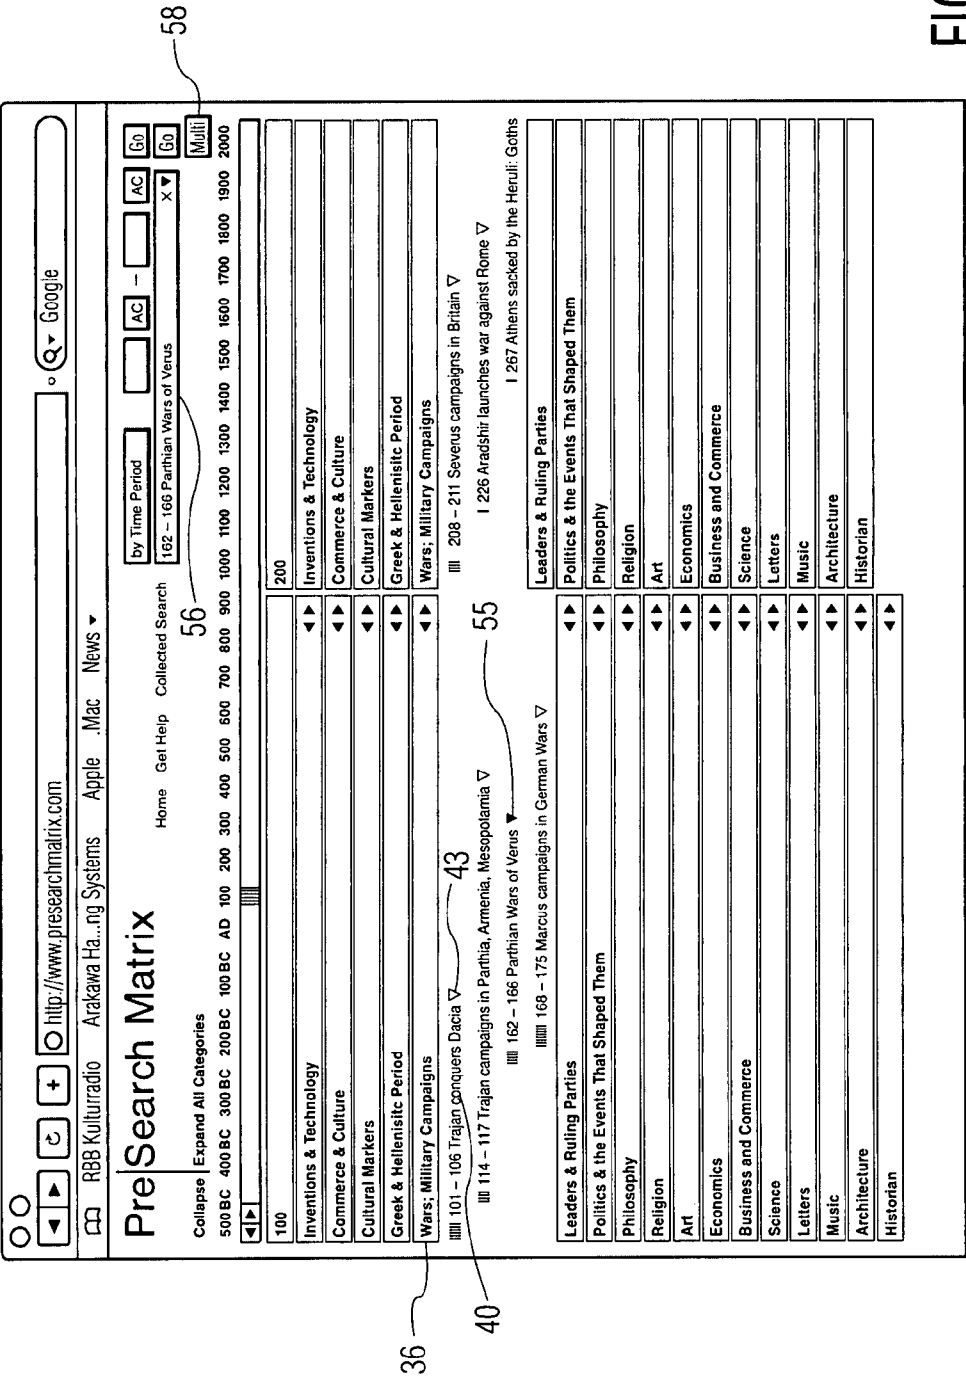 http://www.presearchmatrix.com
Google
RBB Kulturradio Arakawa Ha...ng Systems Apple .Mac News
Pre|Search Matrix
Home Get Help Collected Search
by Time Period AC – AC Go
162 – 166 Parthian Wars of Verus X Go
Collapse | Expand All Categories
Multi
58
56
500 BC 400 BC 300 BC 200 BC 100 BC AD 100 200 300 400 500 600 700 800 900 1000 1100 1200 1300 1400 1500 1600 1700 1800 1900 2000
100
200
Inventions & Technology
Inventions & Technology
Commerce & Culture
Commerce & Culture
Cultural Markers
Cultural Markers
Greek & Hellenisitc Period
Greek & Hellenisitc Period
Wars; Military Campaigns
Wars; Military Campaigns
36
101 – 106 Trajan conquers Dacia
43
208 – 211 Severus campaigns in Britain
40
114 – 117 Trajan campaigns in Parthia, Armenia, Mesopotamia
55
226 Aradshir launches war against Rome
162 – 166 Parthian Wars of Verus
267 Athens sacked by the Heruli: Goths
168 – 175 Marcus campaigns in German Wars
Leaders & Ruling Parties
Leaders & Ruling Parties
Politics & the Events That Shaped Them
Politics & the Events That Shaped Them
Philosophy
Philosophy
Religion
Religion
Art
Art
Economics
Economics
Business and Commerce
Business and Commerce
Science
Science
Letters
Letters
Music
Music
Architecture
Architecture
Historian
Historian